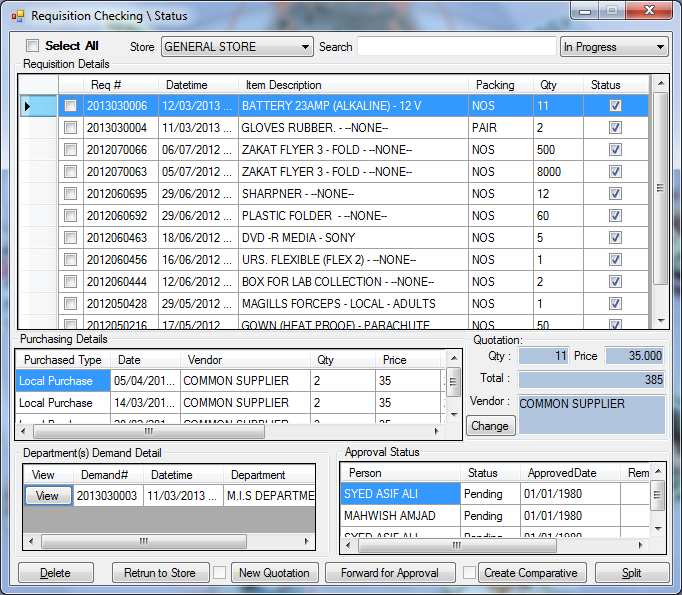 Requisition Checking \ Status
Select All Store GENERAL STORE Search In Progress
Requisition Details
Req # Datetime Item Description Packing Qty Status
2013030006 12/03/2013 ... BATTERY 23AMP (ALKALINE) - 12 V NOS 11
2013030004 11/03/2013 ... GLOVES RUBBER. - --NONE-- PAIR 2
2012070066 06/07/2012 ... ZAKAT FLYER 3 - FOLD - --NONE-- NOS 500
2012070063 05/07/2012 ... ZAKAT FLYER 3 - FOLD - --NONE-- NOS 8000
2012060695 29/06/2012 ... SHARPNER - --NONE-- NOS 12
2012060692 29/06/2012 ... PLASTIC FOLDER - --NONE-- NOS 60
2012060463 18/06/2012 ... DVD -R MEDIA - SONY NOS 5
2012060456 16/06/2012 ... URS. FLEXIBLE (FLEX 2) - --NONE-- NOS 1
2012060444 12/06/2012 ... BOX FOR LAB COLLECTION - --NONE-- NOS 2
2012050428 29/05/2012 ... MAGILLS FORCEPS - LOCAL - ADULTS NOS 1
2012050216 17/05/2012 ... GOWN (HEAT PROOF) - PARACHUTE NOS 50
Purchasing Details
Purchased Type Date Vendor Qty Price
Local Purchase 05/04/201... COMMON SUPPLIER 2 35
Local Purchase 14/03/201... COMMON SUPPLIER 2 35
Local Purchase COMMON SUPPLIER 2 35
Quotation:
Qty : 11 Price 35.000
Total : 385
Vendor : COMMON SUPPLIER
Change
Department(s) Demand Detail
View Demand# Datetime Department
View 2013030003 11/03/2013 ... M.I.S DEPARTME
Approval Status
Person Status ApprovedDate Rem
SYED ASIF ALI Pending 01/01/1980
MAHWISH AMJAD Pending 01/01/1980
SYED ASIF ALI Pending 01/01/1980
Delete Retrun to Store New Quotation Forward for Approval Create Comparative Split